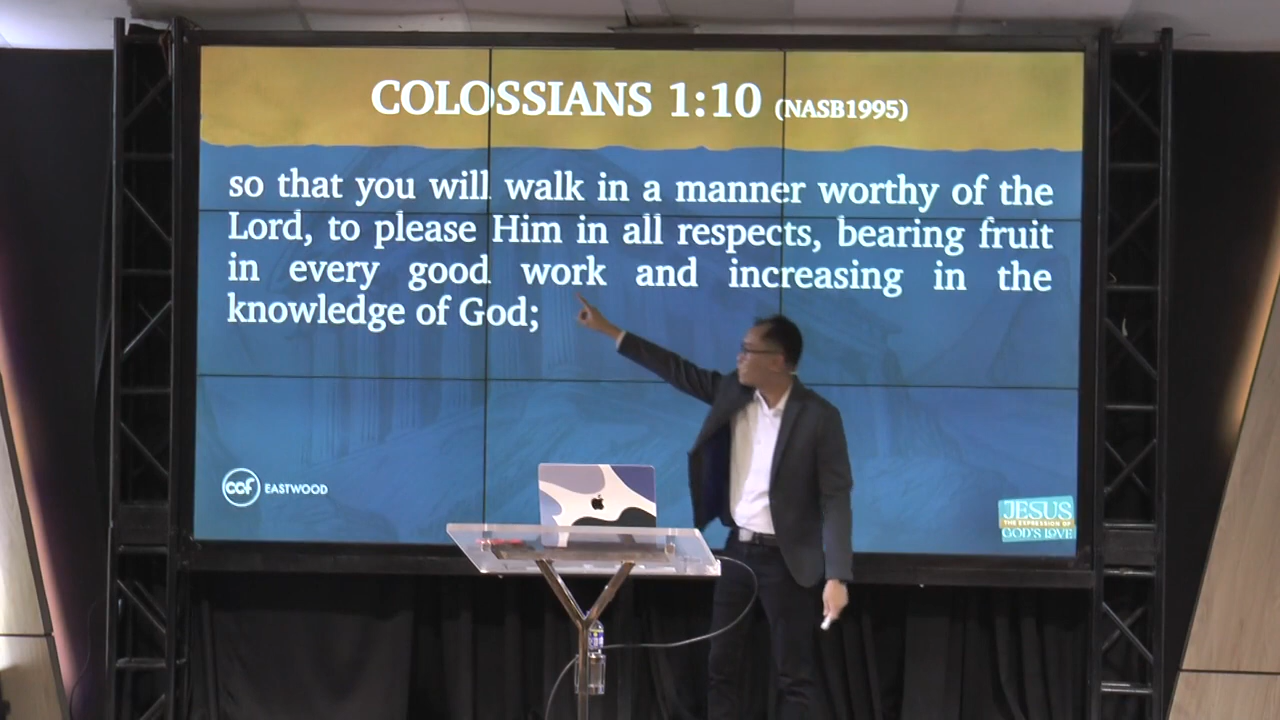 COLOSSIANS 1:10 (NASB1995)
so that you will walk in a manner worthy of the
Lord, to please Him in all respects, bearing fruit
in every good work and increasing in the
knowledge of God;
ccf EASTWOOD
JESUS
THE EXPRESSION OF
GOD'S LOVE